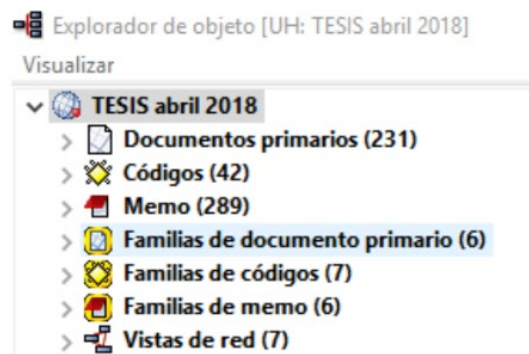 Explorador de objeto [UH: TESIS abril 2018]
Visualizar
TESIS abril 2018
Documentos primarios (231)
Códigos (42)
Memo (289)
Familias de documento primario (6)
Familias de códigos (7)
Familias de memo (6)
Vistas de red (7)